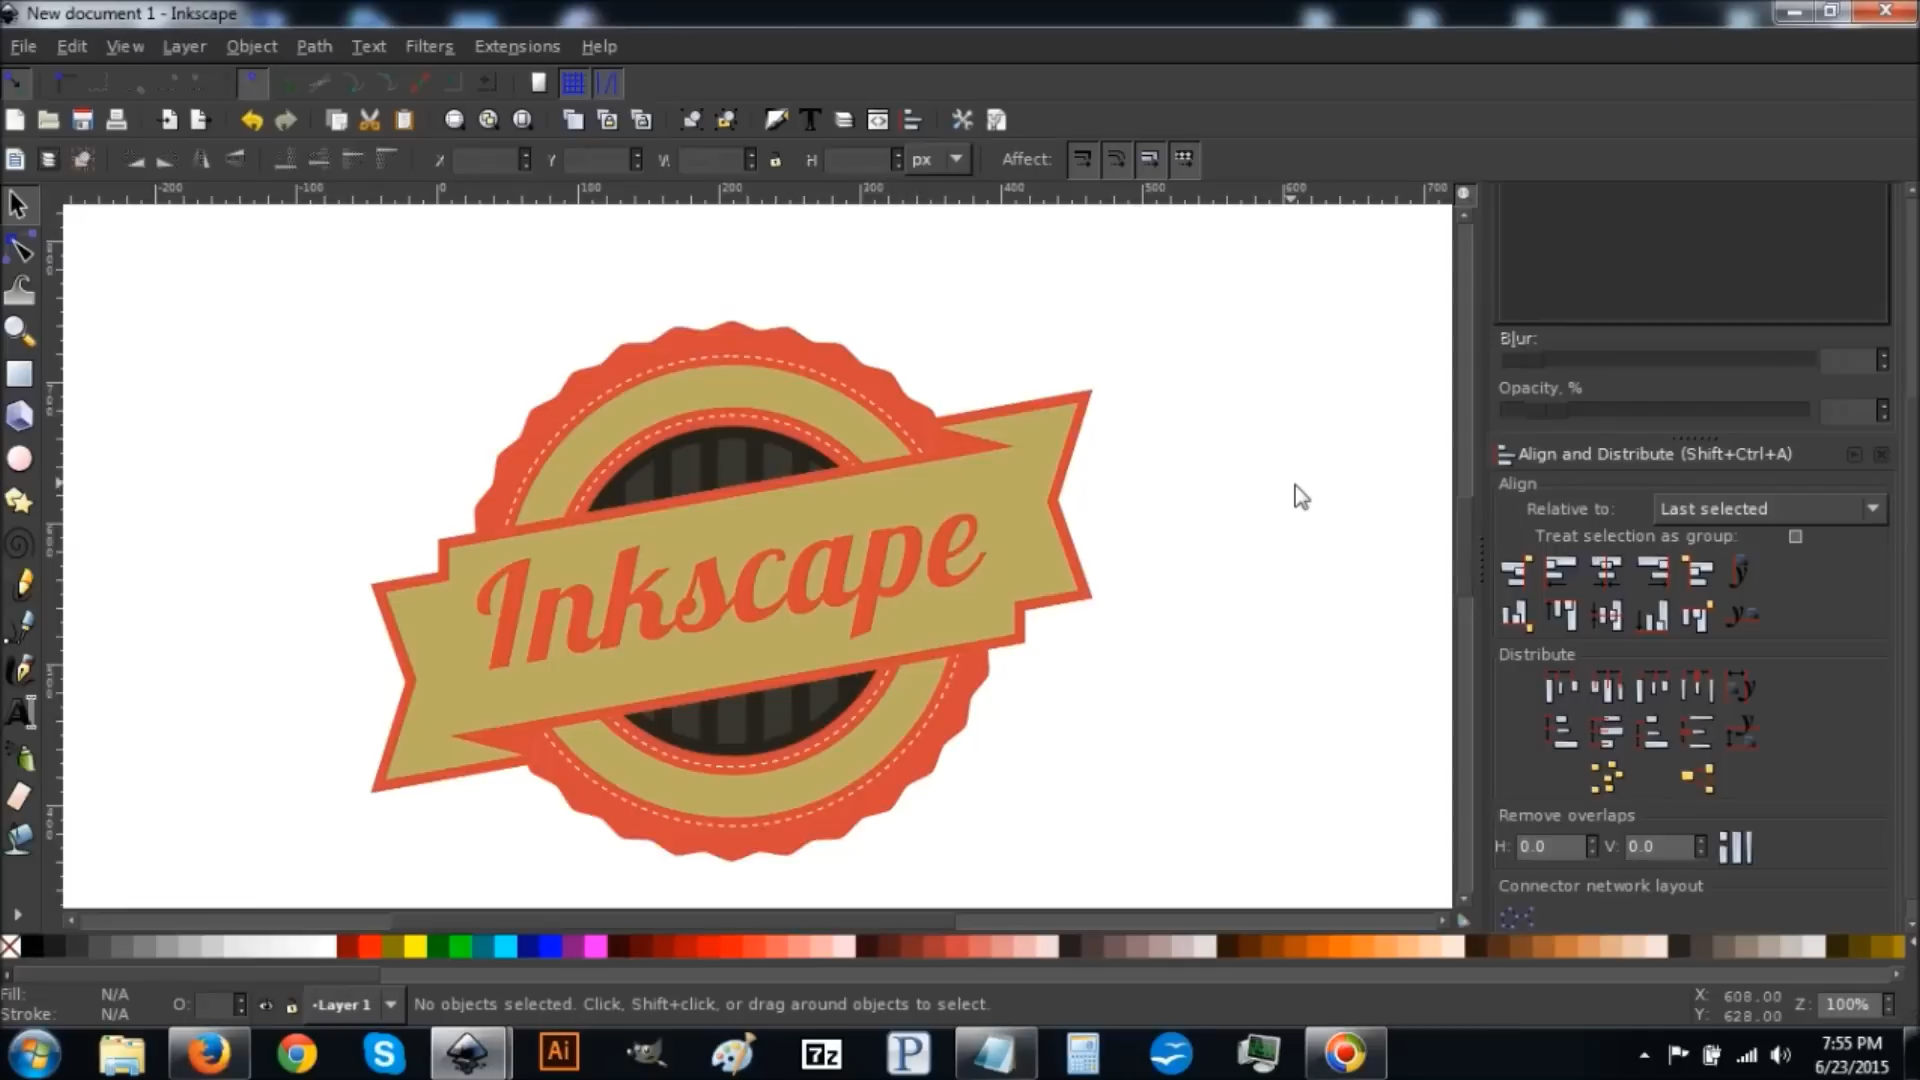 New document 1 - Inkscape
File Edit View Layer Object Path Text Filters Extensions Help
X Y W H px Affect:
-200 -100 0 100 200 300 400 500 600 700
Blur:
Opacity, %
Align and Distribute (Shift+Ctrl+A)
Align
Relative to: Last selected
Treat selection as group:
Inkscape
Distribute
Remove overlaps
H: 0.0 V: 0.0
Connector network layout
Fill: N/A
Stroke: N/A
O: •Layer 1 No objects selected. Click, Shift+click, or drag around objects to select.
X: 608.00
Y: 628.00
Z: 100%
Ai 7z P
7:55 PM
6/23/2015